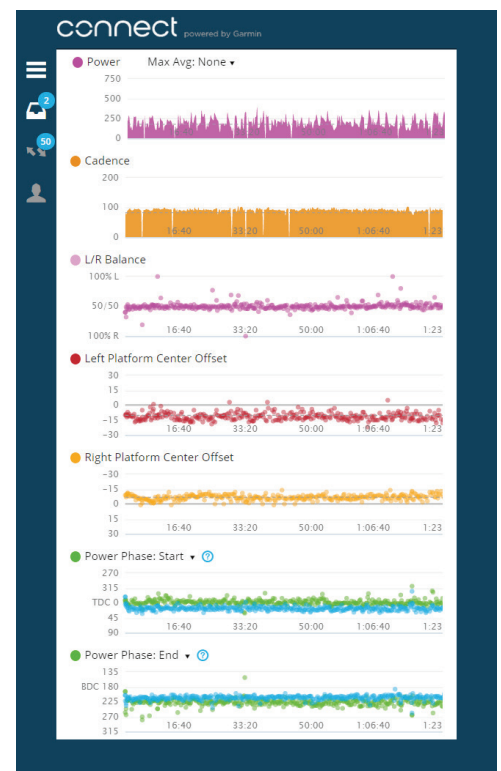 connect powered by Garmin
2
50
Power Max Avg: None
750
500
250
0
Cadence
200
100
0
16:40 33:20 50:00 1:06:40 1:23
L/R Balance
100% L
50/50
100% R
16:40 33:20 50:00 1:06:40 1:23
Left Platform Center Offset
30
15
0
-15
-30
16:40 33:20 50:00 1:06:40 1:23
Right Platform Center Offset
-30
-15
0
15
30
16:40 33:20 50:00 1:06:40 1:23
Power Phase: Start ?
270
315
TDC 0
45
90
16:40 33:20 50:00 1:06:40 1:23
Power Phase: End ?
135
BDC 180
225
270
315
16:40 33:20 50:00 1:06:40 1:23